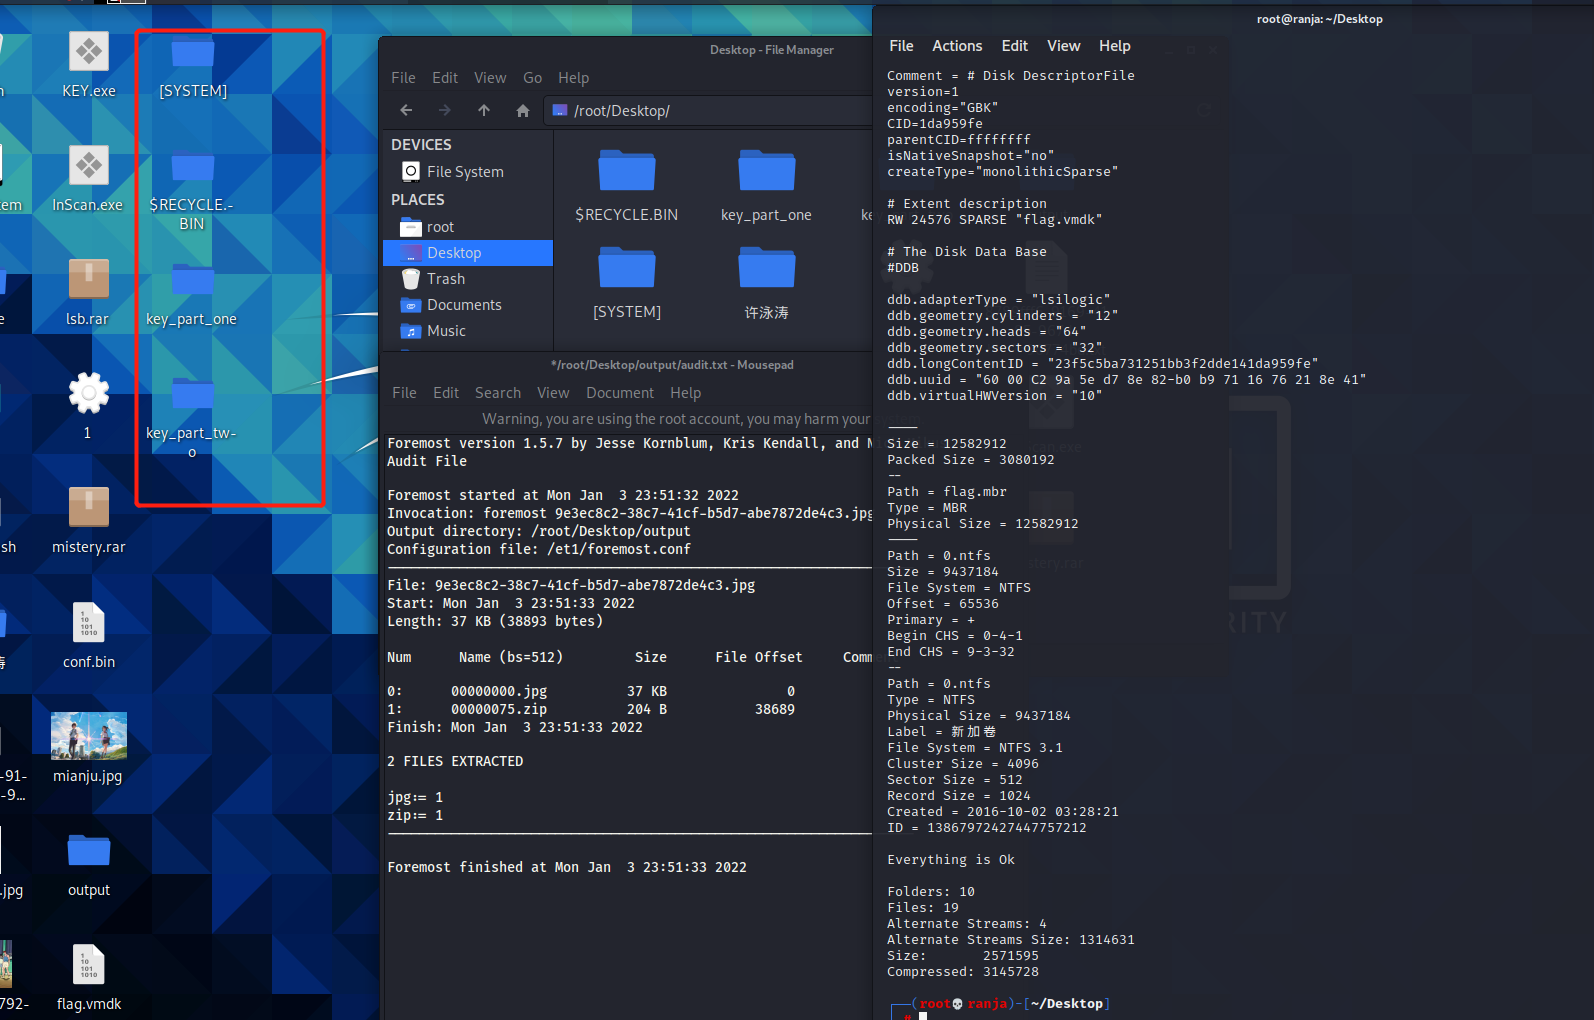 n
KEY.exe
[SYSTEM]
tem
InScan.exe
$RECYCLE.-
BIN
e
lsb.rar
key_part_one
1
key_part_tw-
o
sh
mistery.rar
涛
conf.bin
-91-
-9...
mianju.jpg
.jpg
output
792-
flag.vmdk
Desktop - File Manager
File Edit View Go Help
/root/Desktop/
DEVICES
File System
PLACES
root
Desktop
Trash
Documents
Music
$RECYCLE.BIN
key_part_one
ke
[SYSTEM]
许泳涛
*/root/Desktop/output/audit.txt - Mousepad
File Edit Search View Document Help
Warning, you are using the root account, you may harm your
Foremost version 1.5.7 by Jesse Kornblum, Kris Kendall, and N
Audit File
Foremost started at Mon Jan  3 23:51:32 2022
Invocation: foremost 9e3ec8c2-38c7-41cf-b5d7-abe7872de4c3.jpg
Output directory: /root/Desktop/output
Configuration file: /et1/foremost.conf
File: 9e3ec8c2-38c7-41cf-b5d7-abe7872de4c3.jpg
Start: Mon Jan  3 23:51:33 2022
Length: 37 KB (38893 bytes)
Num Name (bs=512) Size File Offset Comm
0: 00000000.jpg 37 KB 0
1: 00000075.zip 204 B 38689
Finish: Mon Jan  3 23:51:33 2022
2 FILES EXTRACTED
jpg:= 1
zip:= 1
Foremost finished at Mon Jan  3 23:51:33 2022
root@ranja: ~/Desktop
File Actions Edit View Help
Comment = # Disk DescriptorFile
version=1
encoding="GBK"
CID=1da959fe
parentCID=ffffffff
isNativeSnapshot="no"
createType="monolithicSparse"
# Extent description
RW 24576 SPARSE "flag.vmdk"
# The Disk Data Base
#DDB
ddb.adapterType = "lsilogic"
ddb.geometry.cylinders = "12"
ddb.geometry.heads = "64"
ddb.geometry.sectors = "32"
ddb.longContentID = "23f5c5ba731251bb3f2dde141da959fe"
ddb.uuid = "60 00 C2 9a 5e d7 8e 82-b0 b9 71 16 76 21 8e 41"
ddb.virtualHWVersion = "10"
----
Size = 12582912
Packed Size = 3080192
--
Path = flag.mbr
Type = MBR
Physical Size = 12582912
----
Path = 0.ntfs
Size = 9437184
File System = NTFS
Offset = 65536
Primary = +
Begin CHS = 0-4-1
End CHS = 9-3-32
--
Path = 0.ntfs
Type = NTFS
Physical Size = 9437184
Label = 新加卷
File System = NTFS 3.1
Cluster Size = 4096
Sector Size = 512
Record Size = 1024
Created = 2016-10-02 03:28:21
ID = 13867972427447757212
Everything is Ok
Folders: 10
Files: 19
Alternate Streams: 4
Alternate Streams Size: 1314631
Size: 2571595
Compressed: 3145728
(root💀ranja)-[~/Desktop]
#